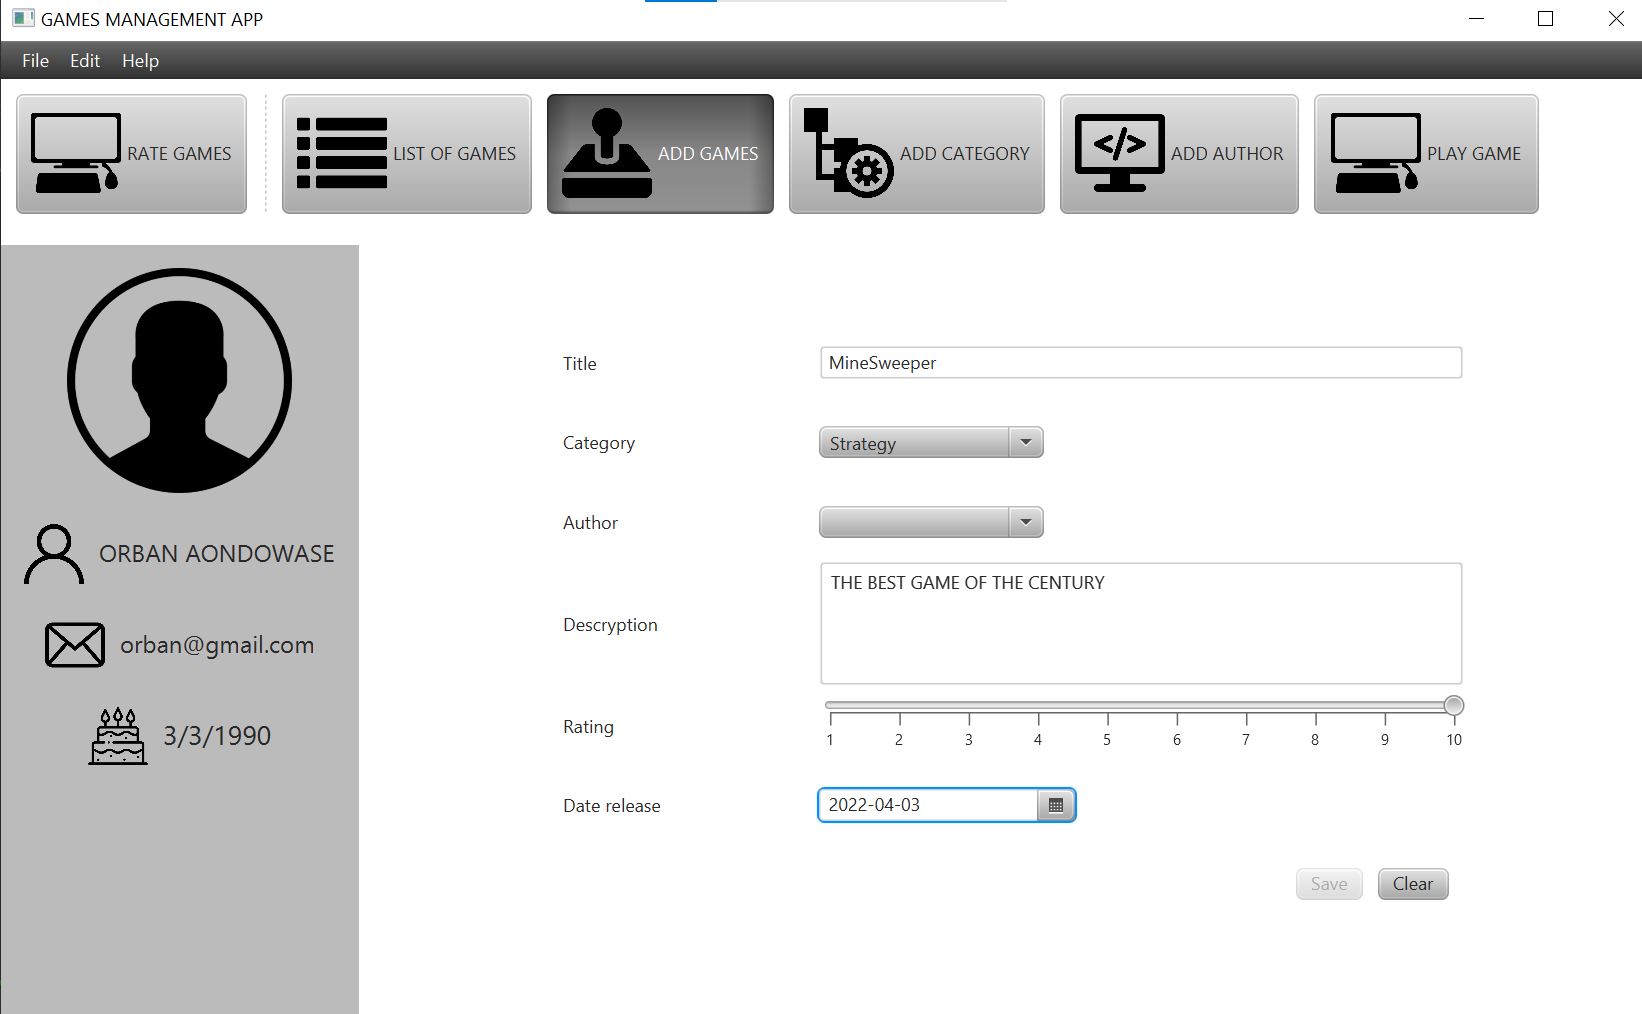 GAMES MANAGEMENT APP
File Edit Help
RATE GAMES LIST OF GAMES ADD GAMES ADD CATEGORY ADD AUTHOR PLAY GAME
ORBAN AONDOWASE
orban@gmail.com
3/3/1990
Title MineSweeper
Category Strategy
Author
Descryption THE BEST GAME OF THE CENTURY
Rating 1 2 3 4 5 6 7 8 9 10
Date release 2022-04-03
Save Clear